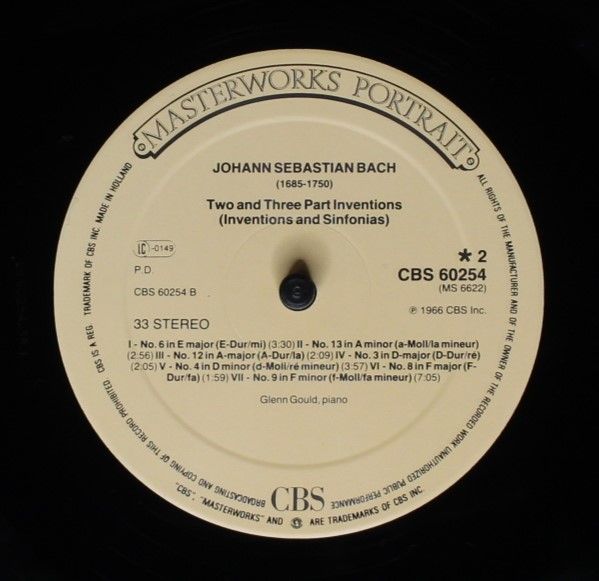 MASTERWORKS PORTRAIT
JOHANN SEBASTIAN BACH
(1685-1750)
Two and Three Part Inventions
(Inventions and Sinfonias)
LC -0149
P.D.
CBS 60254 B
★ 2
CBS 60254
(MS 6622)
℗ 1966 CBS Inc.
33 STEREO
I - No. 6 in E major (E-Dur/mi) (3:30) II - No. 13 in A minor (a-Moll/la mineur)
(2:56) III - No. 12 in A-major (A-Dur/la) (2:09) IV - No. 3 in D-major (D-Dur/ré)
(2:05) V - No. 4 in D minor (d-Moll/ré mineur) (3:57) VI - No. 8 in F major (F-
Dur/fa) (1:59) VII - No. 9 in F minor (f-Moll/fa mineur) (7:05)
Glenn Gould, piano
ALL RIGHTS OF THE MANUFACTURER AND OF THE OWNER OF THE RECORDED WORK UNAUTHORIZED PUBLIC PERFORMANCE BROADCASTING AND COPYING OF THIS RECORD PROHIBITED CBS IS A REG. TRADEMARK OF CBS INC. MADE IN HOLLAND
CBS
"CBS", "MASTERWORKS" AND ARE TRADEMARKS OF CBS INC.